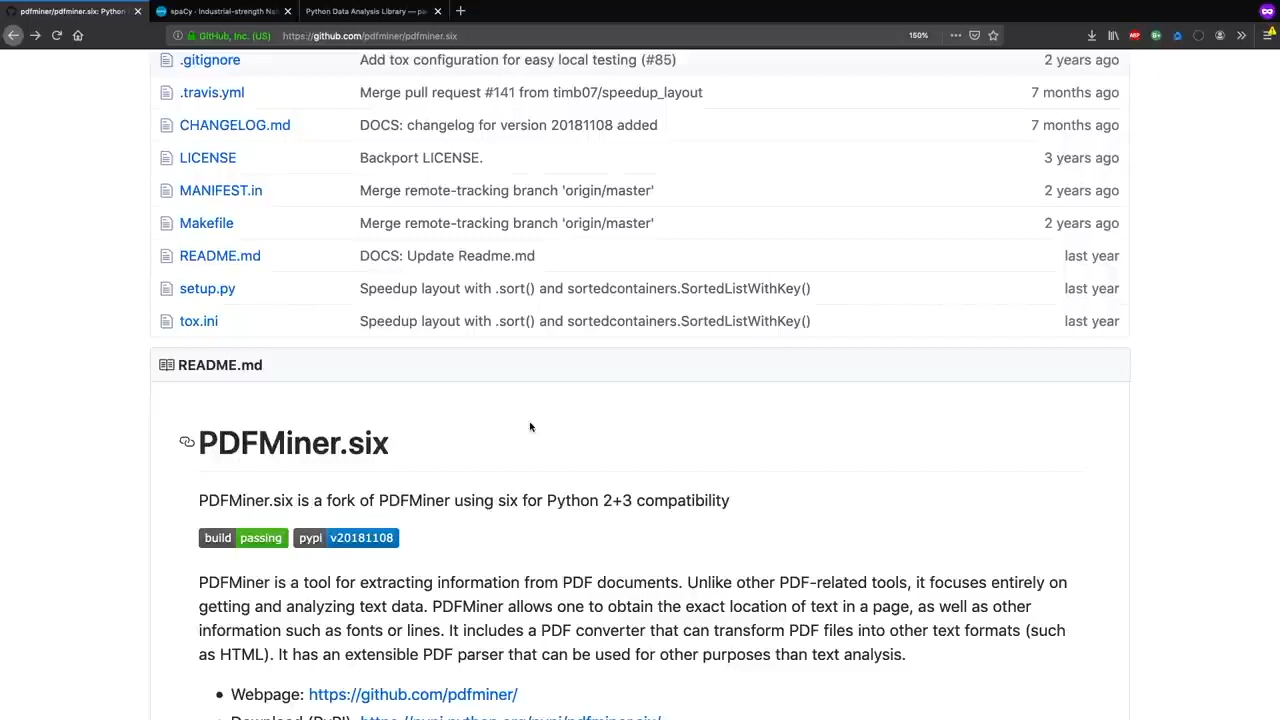 pdfminer/pdfminer.six: Python
spaCy · Industrial-strength Na
Python Data Analysis Library — pa
GitHub, Inc. (US)
https://github.com/pdfminer/pdfminer.six
150%
.gitignore Add tox configuration for easy local testing (#85) 2 years ago
.travis.yml Merge pull request #141 from timb07/speedup_layout 7 months ago
CHANGELOG.md DOCS: changelog for version 20181108 added 7 months ago
LICENSE Backport LICENSE. 3 years ago
MANIFEST.in Merge remote-tracking branch 'origin/master' 2 years ago
Makefile Merge remote-tracking branch 'origin/master' 2 years ago
README.md DOCS: Update Readme.md last year
setup.py Speedup layout with .sort() and sortedcontainers.SortedListWithKey() last year
tox.ini Speedup layout with .sort() and sortedcontainers.SortedListWithKey() last year
README.md
PDFMiner.six
PDFMiner.six is a fork of PDFMiner using six for Python 2+3 compatibility
build passing pypi v20181108
PDFMiner is a tool for extracting information from PDF documents. Unlike other PDF-related tools, it focuses entirely on
getting and analyzing text data. PDFMiner allows one to obtain the exact location of text in a page, as well as other
information such as fonts or lines. It includes a PDF converter that can transform PDF files into other text formats (such
as HTML). It has an extensible PDF parser that can be used for other purposes than text analysis.
Webpage: https://github.com/pdfminer/
Download (PyPI): https://pypi.python.org/pypi/pdfminer.six/